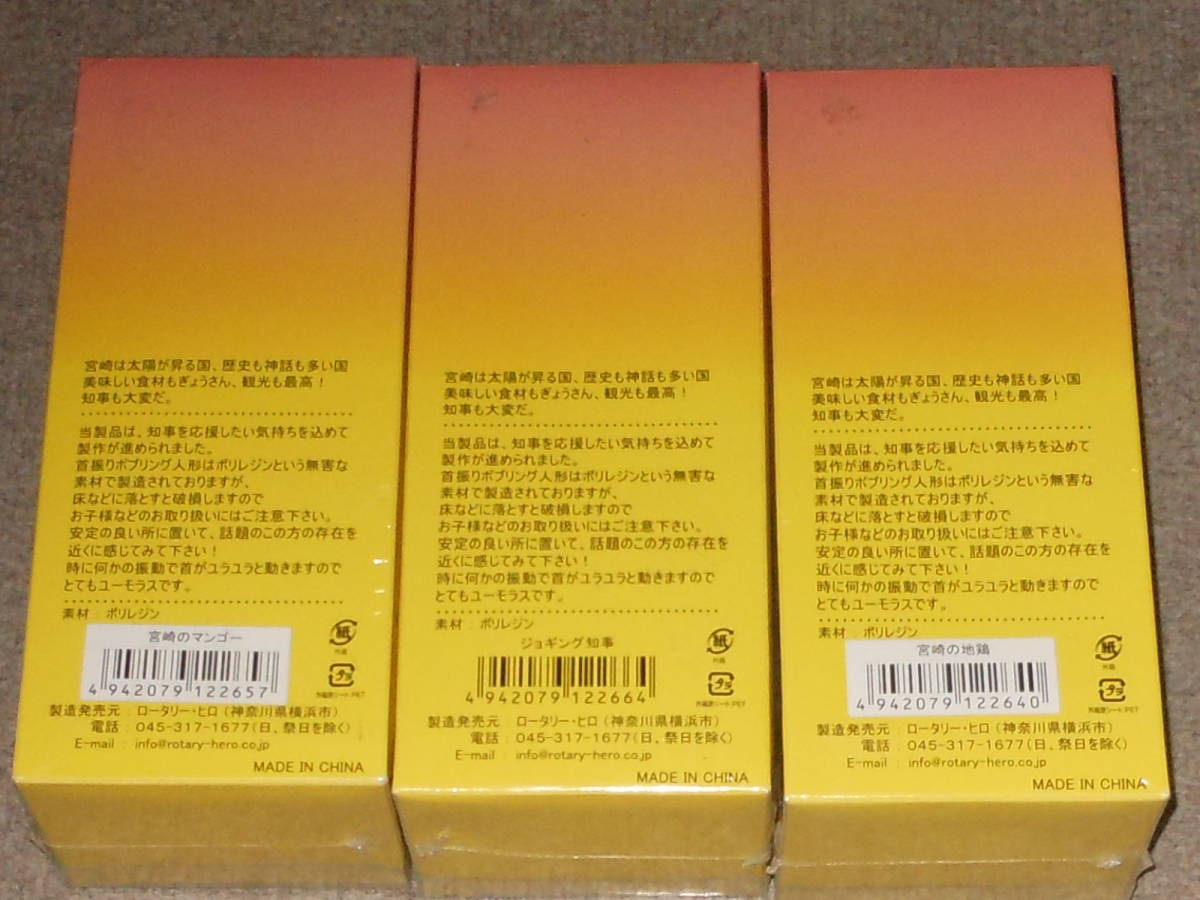 宮崎は太陽が昇る国、歴史も神話も多い国
美味しい食材もぎょうさん、観光も最高！
知事も大変だ。
当製品は、知事を応援したい気持ちを込めて
製作が進められました。
首振りボブリング人形はポリレジンという無害な
素材で製造されておりますが、
床などに落とすと破損しますので
お子様などのお取り扱いにはご注意下さい。
安定の良い所に置いて、話題のこの方の存在を
近くに感じてみて下さい！
時に何かの振動で首がユラユラと動きますので
とてもユーモラスです。
素材：ポリレジン
宮崎のマンゴー
4 942079 122657
紙
外函
プラ
外装窓シート:PET
製造発売元：ロータリー・ヒロ（神奈川県横浜市）
電話：045-317-1677（日、祭日を除く）
E-mail：info@rotary-hero.co.jp
MADE IN CHINA
宮崎は太陽が昇る国、歴史も神話も多い国
美味しい食材もぎょうさん、観光も最高！
知事も大変だ。
当製品は、知事を応援したい気持ちを込めて
製作が進められました。
首振りボブリング人形はポリレジンという無害な
素材で製造されておりますが、
床などに落とすと破損しますので
お子様などのお取り扱いにはご注意下さい。
安定の良い所に置いて、話題のこの方の存在を
近くに感じてみて下さい！
時に何かの振動で首がユラユラと動きますので
とてもユーモラスです。
素材：ポリレジン
ジョギング知事
4 942079 122664
紙
外函
プラ
外装窓シート:PET
製造発売元：ロータリー・ヒロ（神奈川県横浜市）
電話：045-317-1677（日、祭日を除く）
E-mail：info@rotary-hero.co.jp
MADE IN CHINA
宮崎は太陽が昇る国、歴史も神話も多い国
美味しい食材もぎょうさん、観光も最高！
知事も大変だ。
当製品は、知事を応援したい気持ちを込めて
製作が進められました。
首振りボブリング人形はポリレジンという無害な
素材で製造されておりますが、
床などに落とすと破損しますので
お子様などのお取り扱いにはご注意下さい。
安定の良い所に置いて、話題のこの方の存在を
近くに感じてみて下さい！
時に何かの振動で首がユラユラと動きますので
とてもユーモラスです。
素材：ポリレジン
宮崎の地鶏
4 942079 122640
紙
外函
プラ
外装窓シート:PET
製造発売元：ロータリー・ヒロ（神奈川県横浜市）
電話：045-317-1677（日、祭日を除く）
E-mail：info@rotary-hero.co.jp
MADE IN CHINA